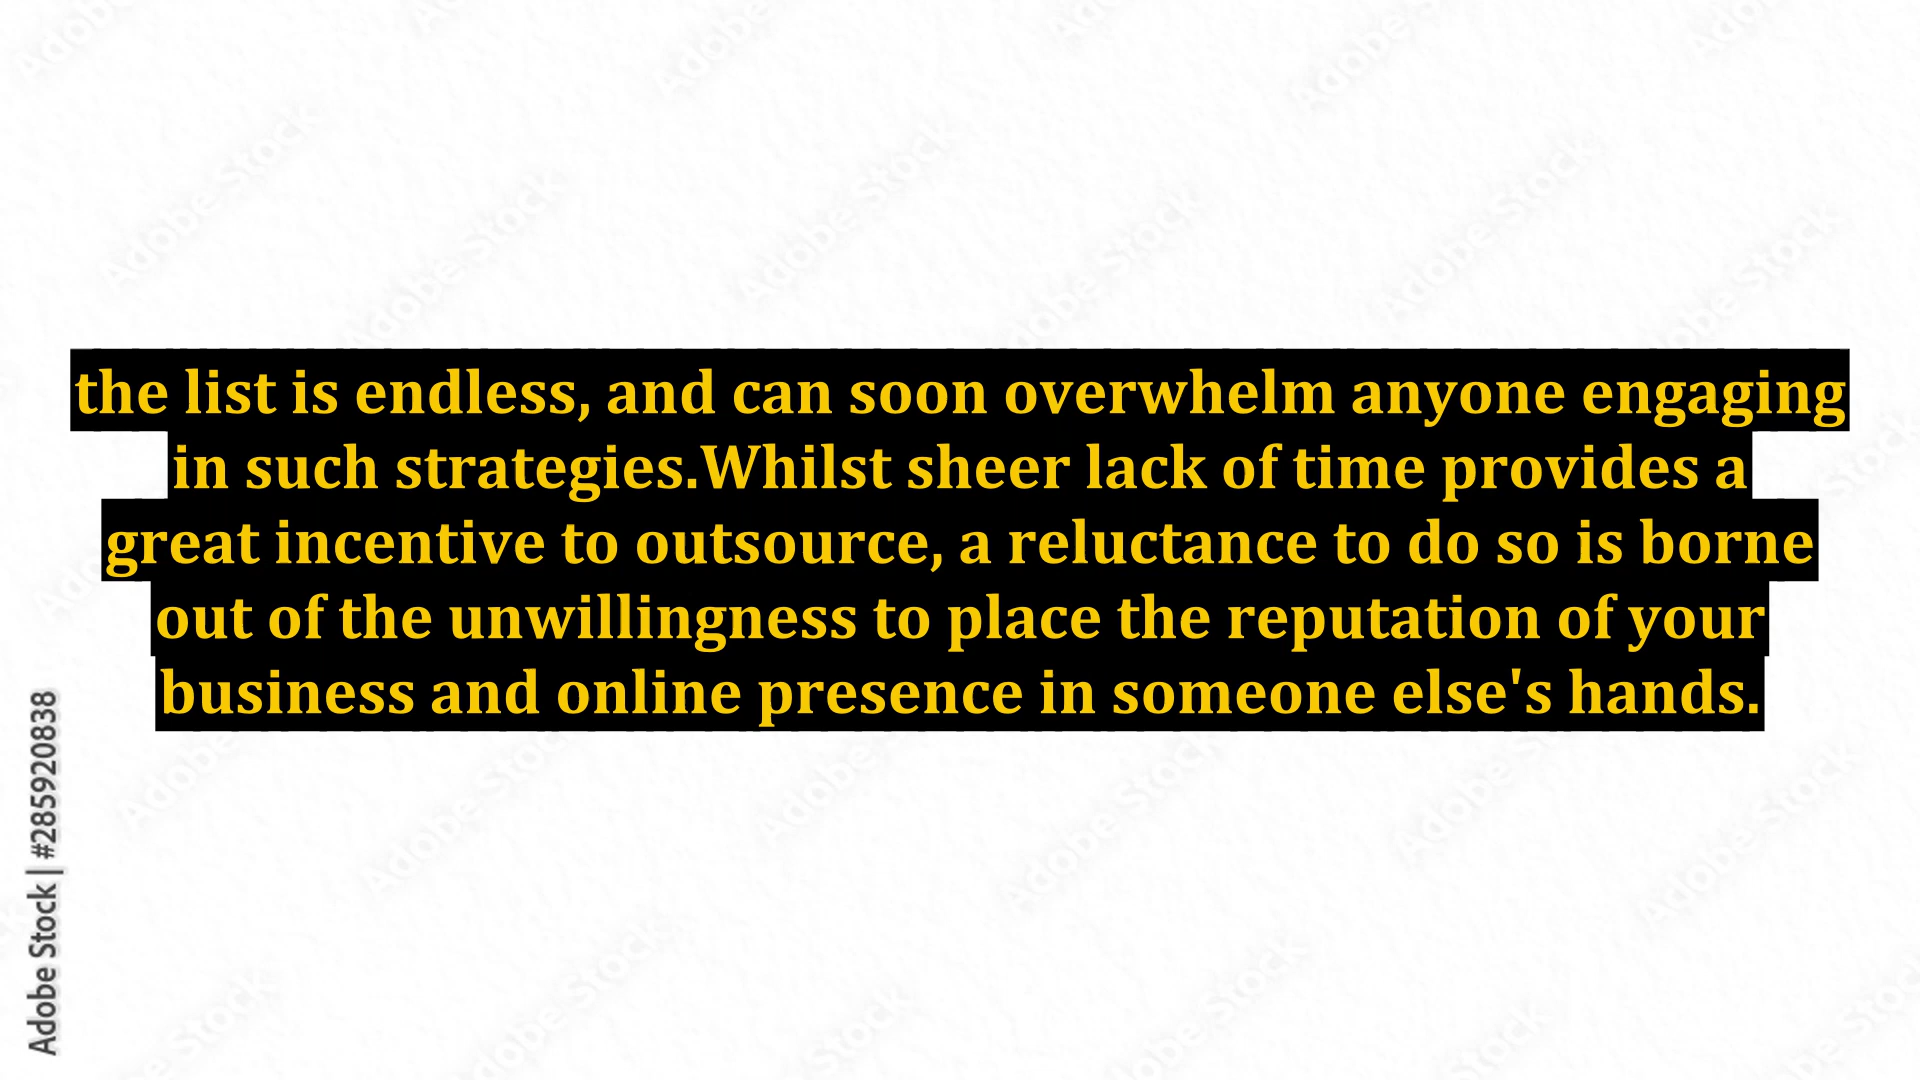 the list is endless, and can soon overwhelm anyone engaging
in such strategies.Whilst sheer lack of time provides a
great incentive to outsource, a reluctance to do so is borne
out of the unwillingness to place the reputation of your
business and online presence in someone else's hands.
Adobe Stock | #285920838